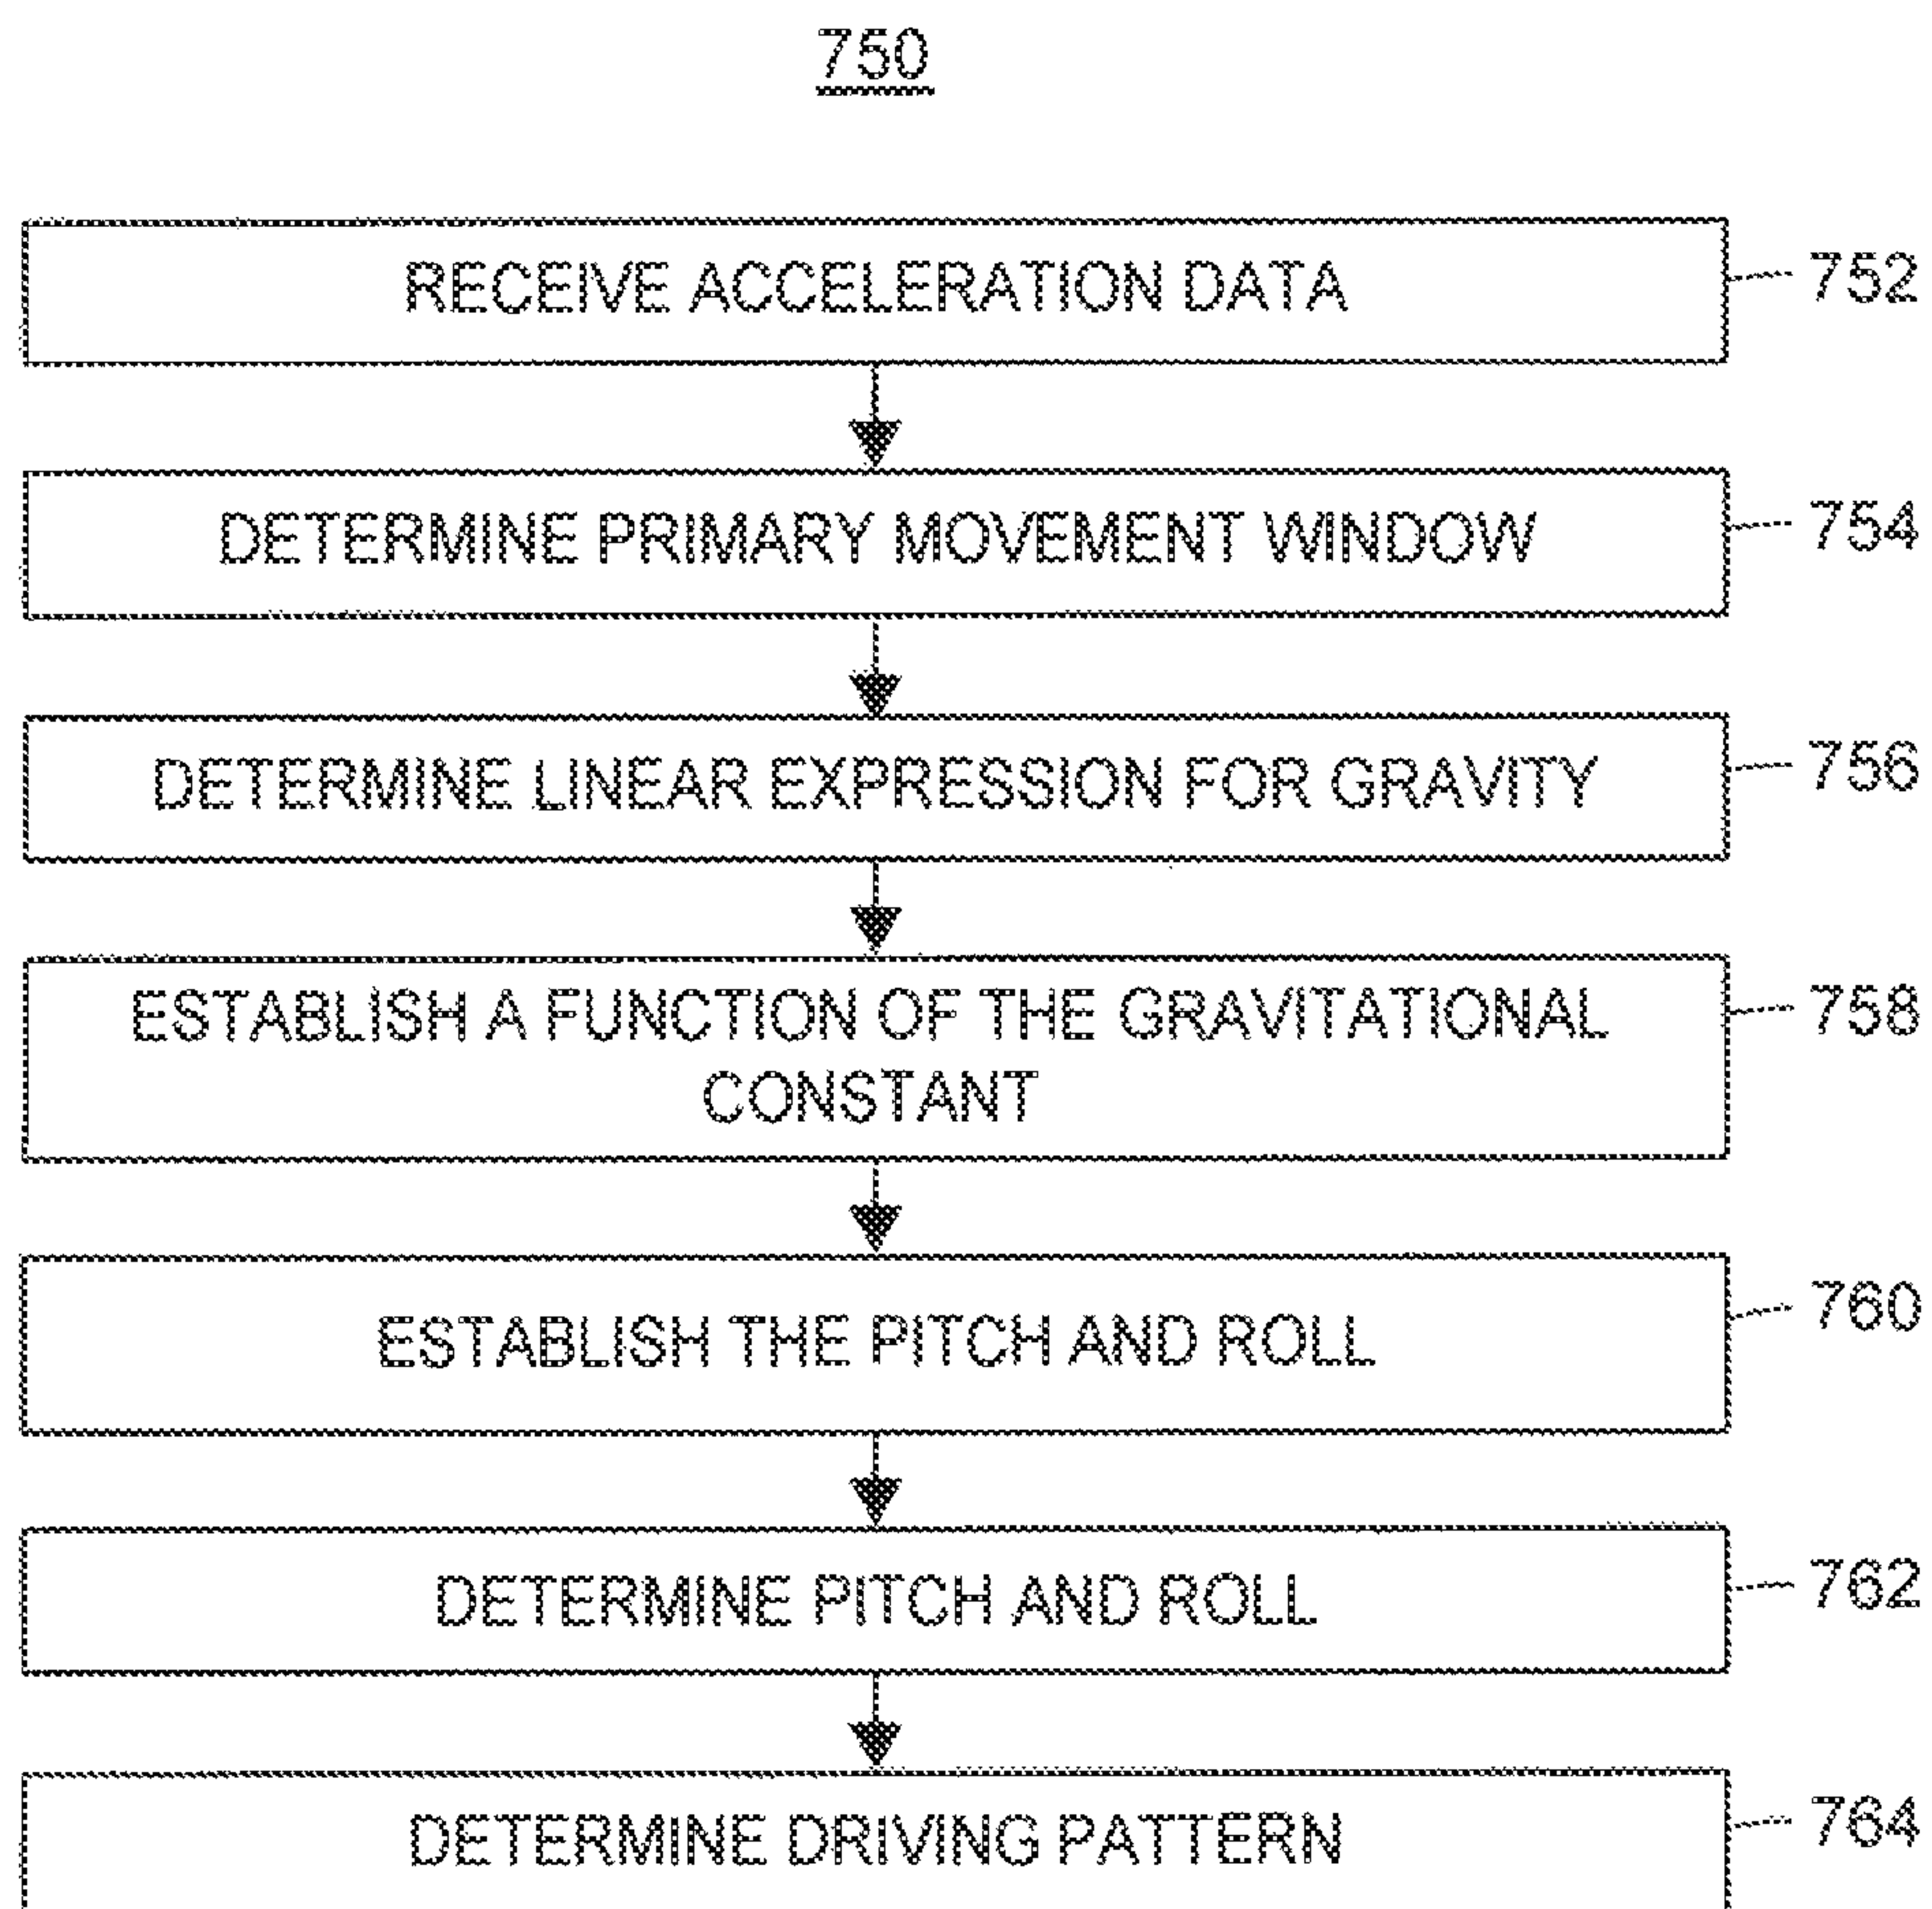 750
RECEIVE ACCELERATION DATA
752
DETERMINE PRIMARY MOVEMENT WINDOW
754
DETERMINE LINEAR EXPRESSION FOR GRAVITY
756
ESTABLISH A FUNCTION OF THE GRAVITATIONAL
CONSTANT
758
ESTABLISH THE PITCH AND ROLL
760
DETERMINE PITCH AND ROLL
762
DETERMINE DRIVING PATTERN
764